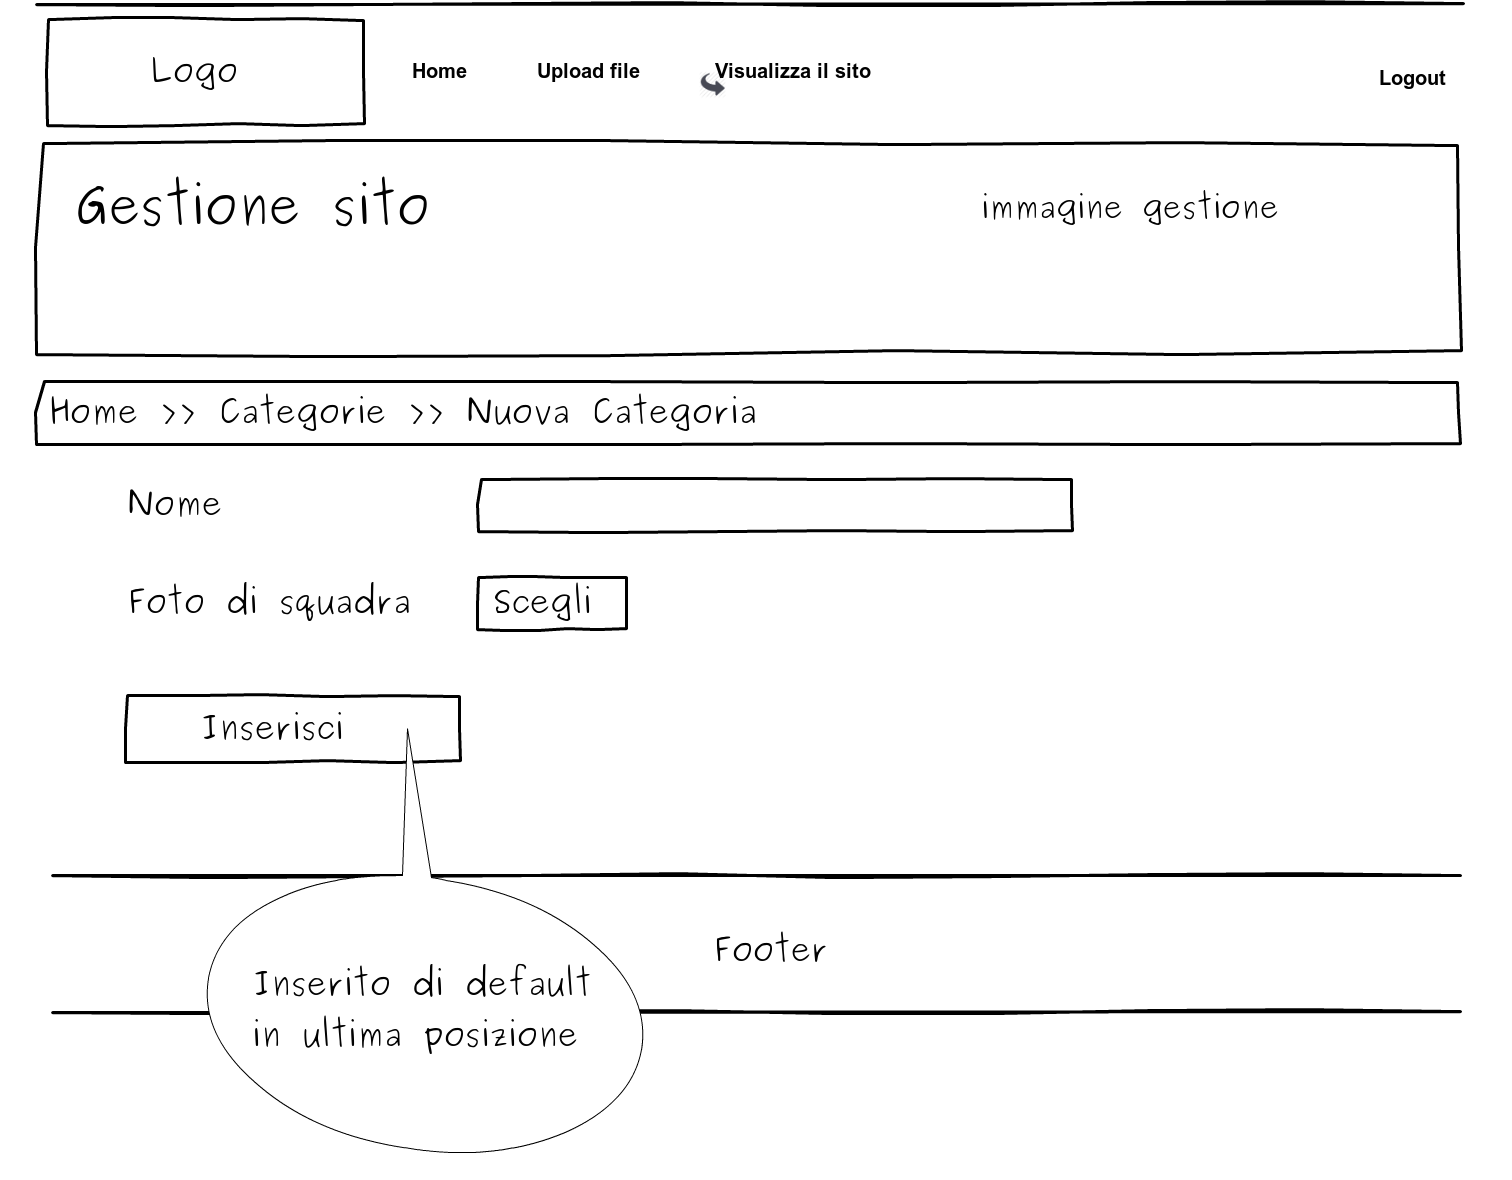 Logo
Home Upload file Visualizza il sito Logout
Gestione sito
immagine gestione
Home >> Categorie >> Nuova Categoria
Nome
Foto di squadra Scegli
Inserisci
Footer
Inserito di default
in ultima posizione